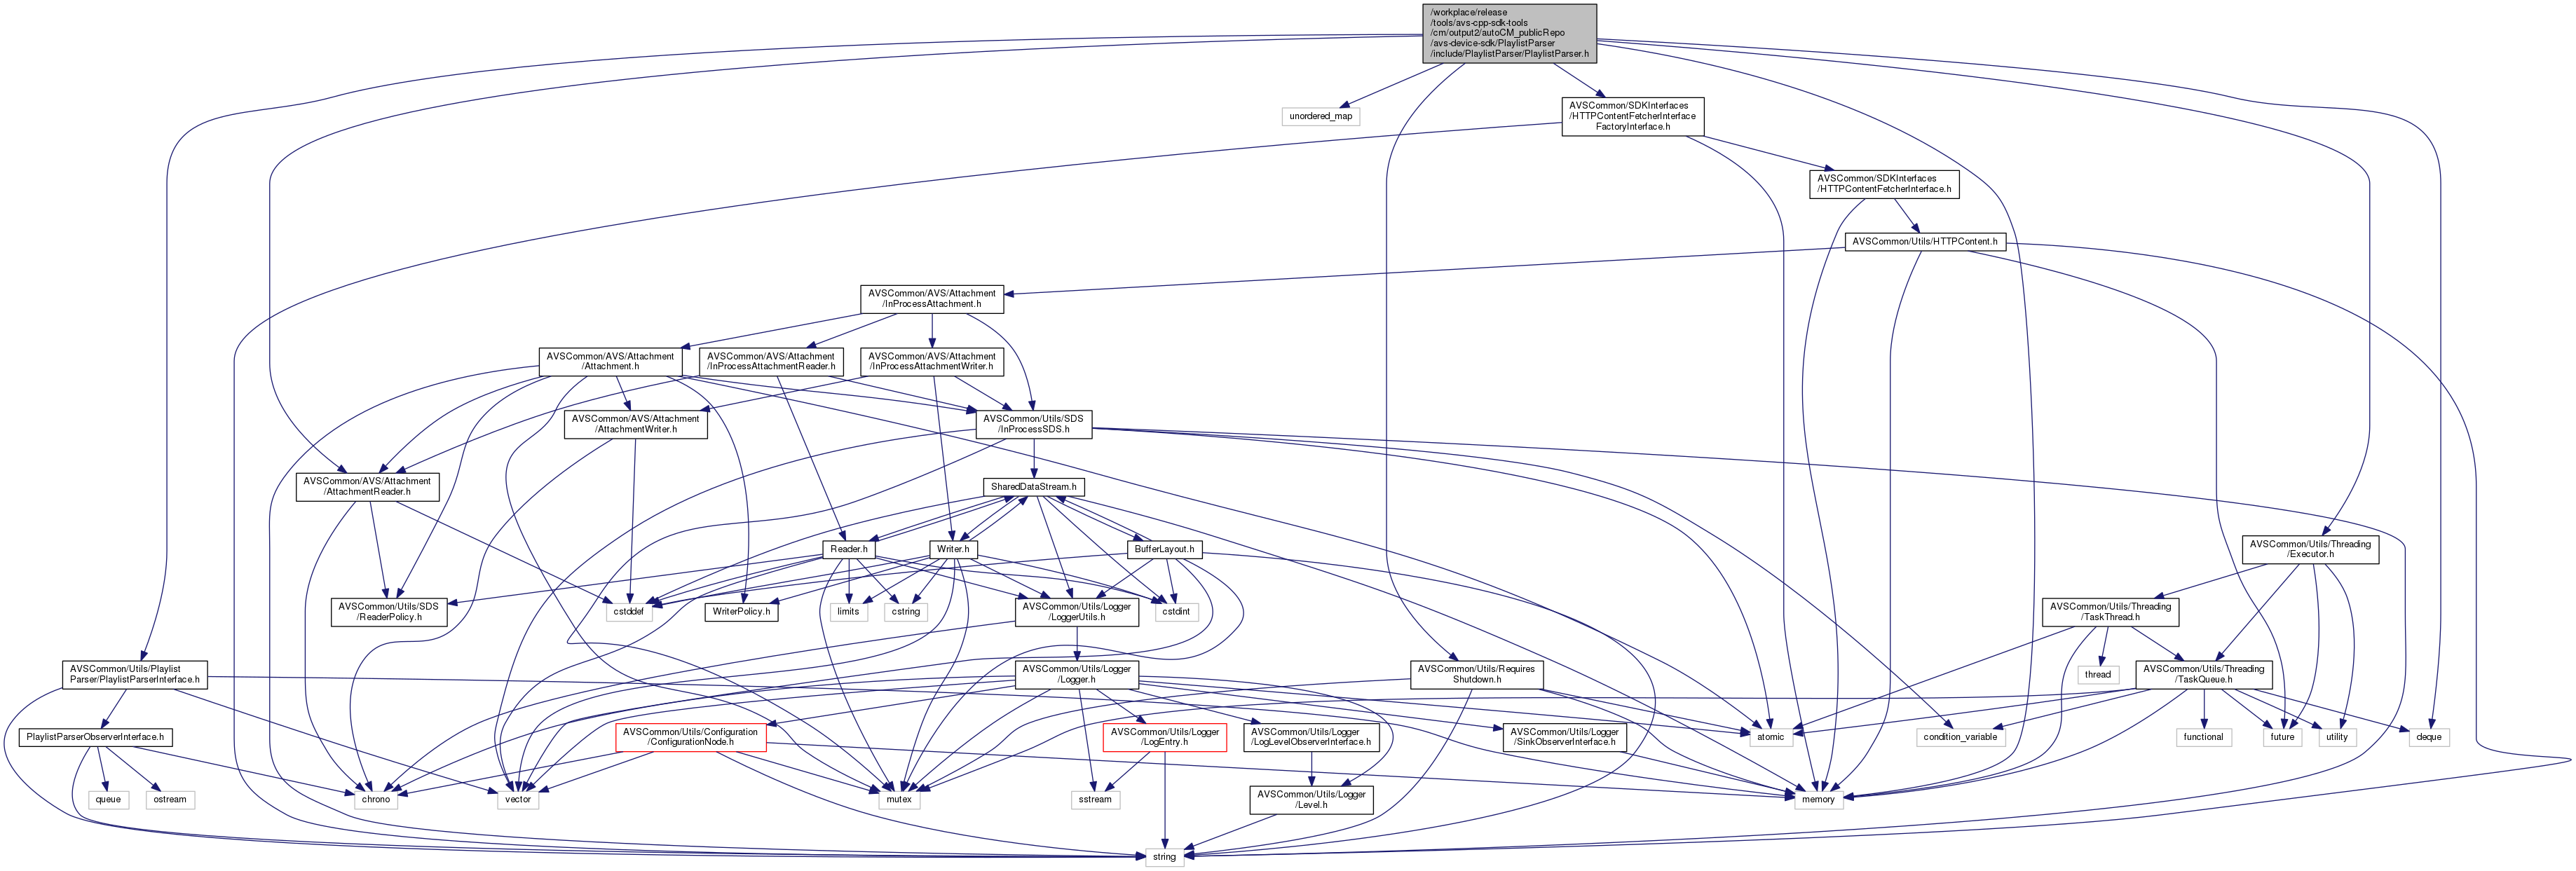 /workplace/release
/tools/avs-cpp-sdk-tools
/cm/output2/autoCM_publicRepo
/avs-device-sdk/PlaylistParser
/include/PlaylistParser/PlaylistParser.h
unordered_map
AVSCommon/SDKInterfaces
/HTTPContentFetcherInterface
FactoryInterface.h
AVSCommon/SDKInterfaces
/HTTPContentFetcherInterface.h
AVSCommon/Utils/HTTPContent.h
AVSCommon/AVS/Attachment
/InProcessAttachment.h
AVSCommon/AVS/Attachment
/Attachment.h
AVSCommon/AVS/Attachment
/InProcessAttachmentReader.h
AVSCommon/AVS/Attachment
/InProcessAttachmentWriter.h
AVSCommon/AVS/Attachment
/AttachmentWriter.h
AVSCommon/Utils/SDS
/InProcessSDS.h
AVSCommon/AVS/Attachment
/AttachmentReader.h
SharedDataStream.h
Reader.h
Writer.h
BufferLayout.h
AVSCommon/Utils/Threading
/Executor.h
AVSCommon/Utils/SDS
/ReaderPolicy.h
cstddef
WriterPolicy.h
limits
cstring
AVSCommon/Utils/Logger
/LoggerUtils.h
cstdint
AVSCommon/Utils/Threading
/TaskThread.h
AVSCommon/Utils/Playlist
Parser/PlaylistParserInterface.h
AVSCommon/Utils/Logger
/Logger.h
AVSCommon/Utils/Requires
Shutdown.h
thread
AVSCommon/Utils/Threading
/TaskQueue.h
PlaylistParserObserverInterface.h
AVSCommon/Utils/Configuration
/ConfigurationNode.h
AVSCommon/Utils/Logger
/LogEntry.h
AVSCommon/Utils/Logger
/LogLevelObserverInterface.h
AVSCommon/Utils/Logger
/SinkObserverInterface.h
atomic
condition_variable
functional
future
utility
deque
queue
ostream
chrono
vector
mutex
sstream
AVSCommon/Utils/Logger
/Level.h
memory
string